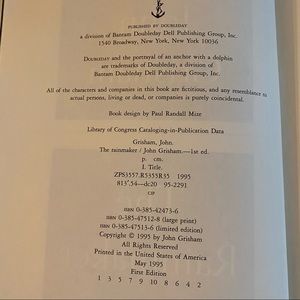 PUBLISHED BY DOUBLEDAY
a division of Bantam Doubleday Dell Publishing Group, Inc.
1540 Broadway, New York, New York 10036
DOUBLEDAY and the portrayal of an anchor with a dolphin
are trademarks of Doubleday, a division of
Bantam Doubleday Dell Publishing Group, Inc.
All of the characters and companies in this book are fictitious, and any resemblance to
actual persons, living or dead, or companies is purely coincidental.
Book design by Paul Randall Mize
Library of Congress Cataloging-in-Publication Data
Grisham, John.
The rainmaker / John Grisham.—1st ed.
p. cm.
I. Title.
PS3557.R5355R35 1995
813'.54—dc20 95-2291
CIP
ISBN 0-385-42473-6
ISBN 0-385-47512-8 (large print)
ISBN 0-385-47513-6 (limited edition)
Copyright © 1995 by John Grisham
All Rights Reserved
Printed in the United States of America
May 1995
First Edition
1 3 5 7 9 10 8 6 4 2